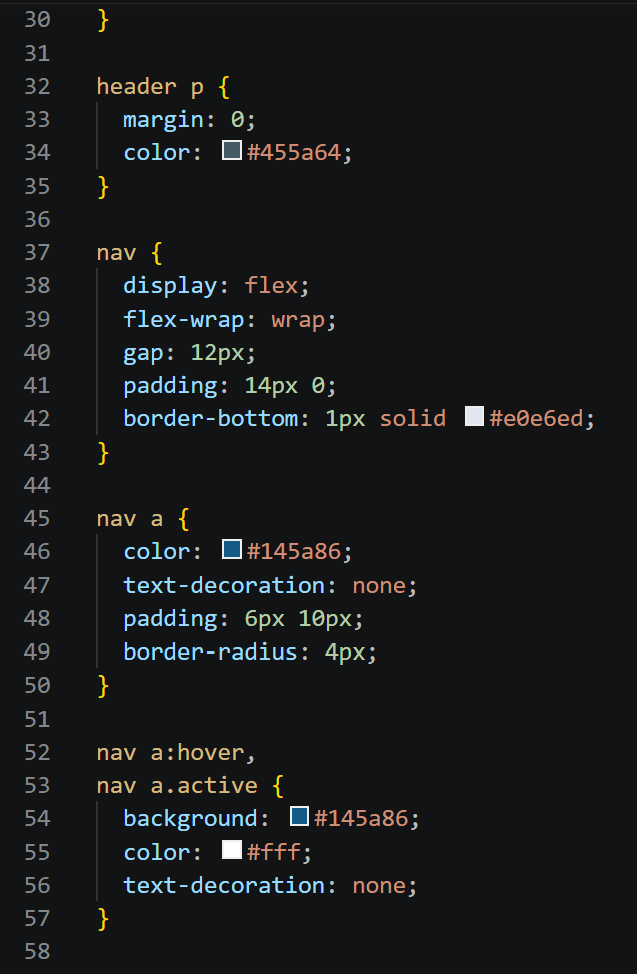 30 }
31
32 header p {
33   margin: 0;
34   color: #455a64;
35 }
36
37 nav {
38   display: flex;
39   flex-wrap: wrap;
40   gap: 12px;
41   padding: 14px 0;
42   border-bottom: 1px solid #e0e6ed;
43 }
44
45 nav a {
46   color: #145a86;
47   text-decoration: none;
48   padding: 6px 10px;
49   border-radius: 4px;
50 }
51
52 nav a:hover,
53 nav a.active {
54   background: #145a86;
55   color: #fff;
56   text-decoration: none;
57 }
58